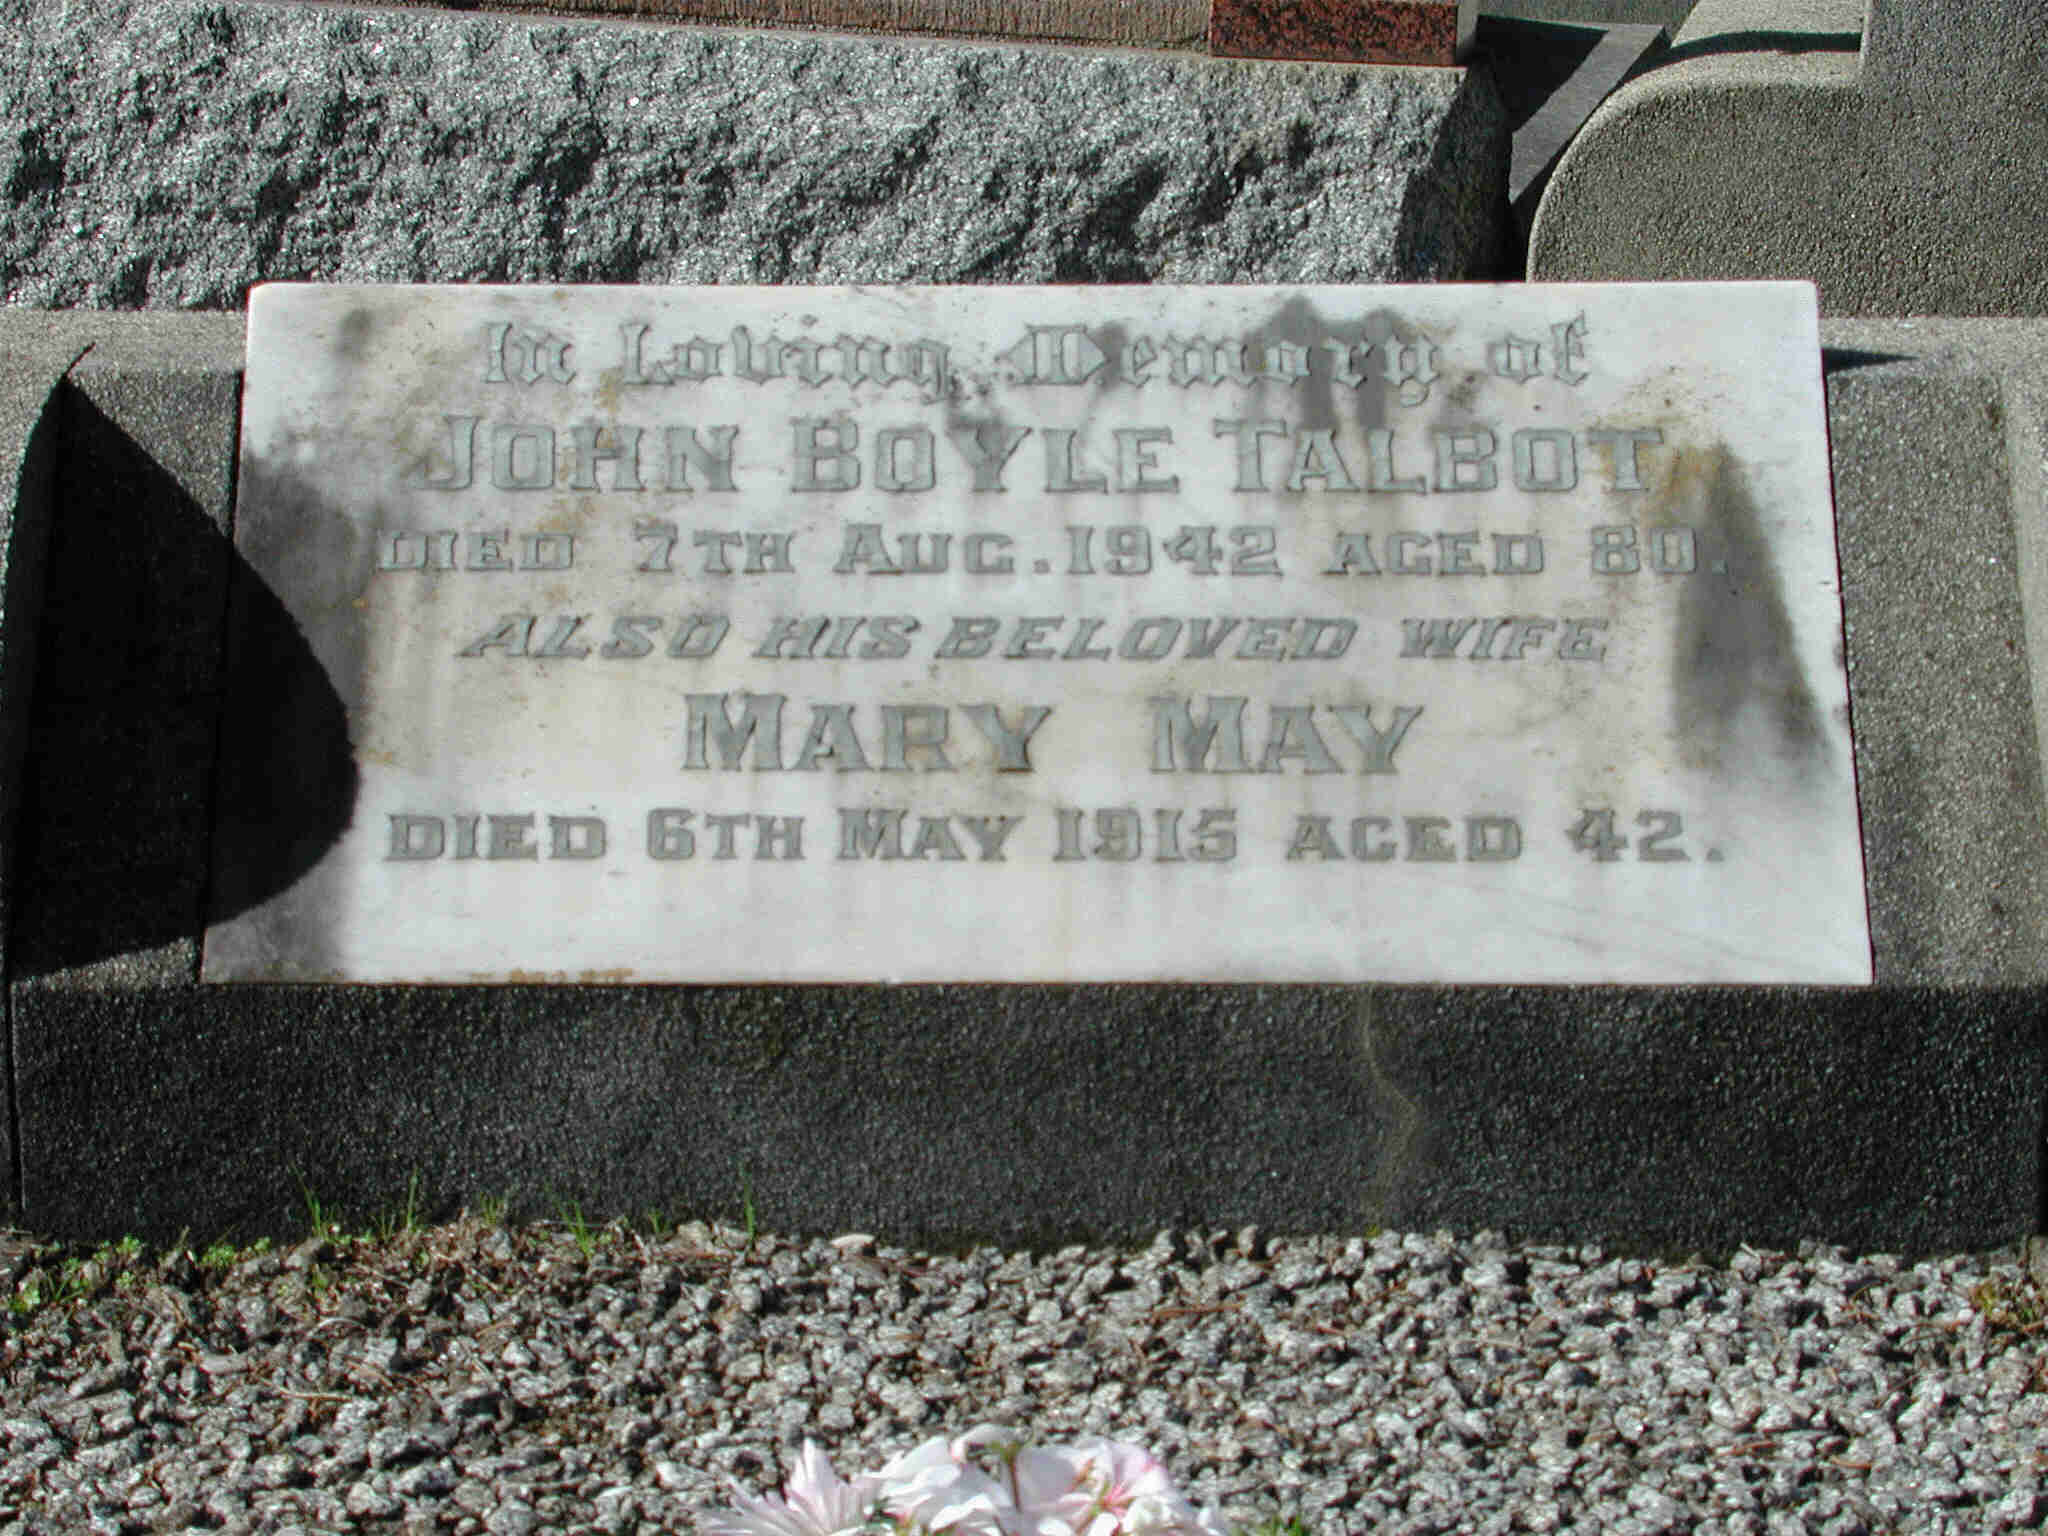 In Loving Memory of
JOHN BOYLE TALBOT
DIED 7TH AUG. 1942 AGED 80.
ALSO HIS BELOVED WIFE
MARY MAY
DIED 6TH MAY 1915 AGED 42.